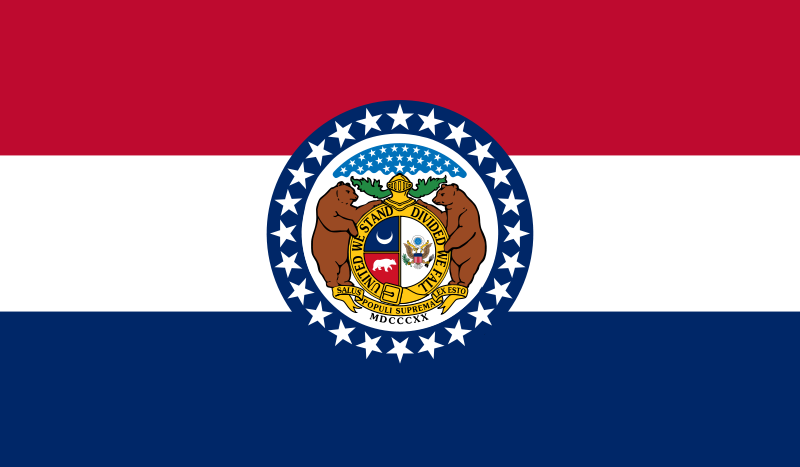 UNITED WE STAND DIVIDED WE FALL
SALUS POPULI SUPREMA LEX ESTO
MDCCCXX